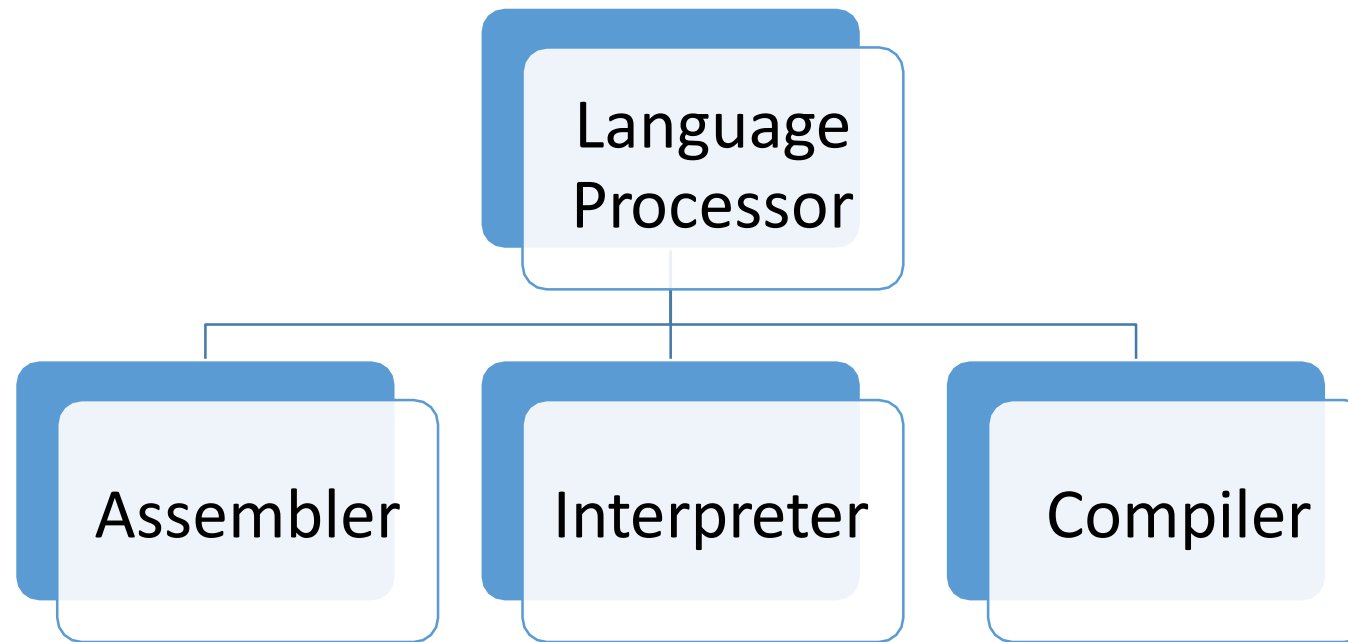 Language
Processor
Assembler
Interpreter
Compiler